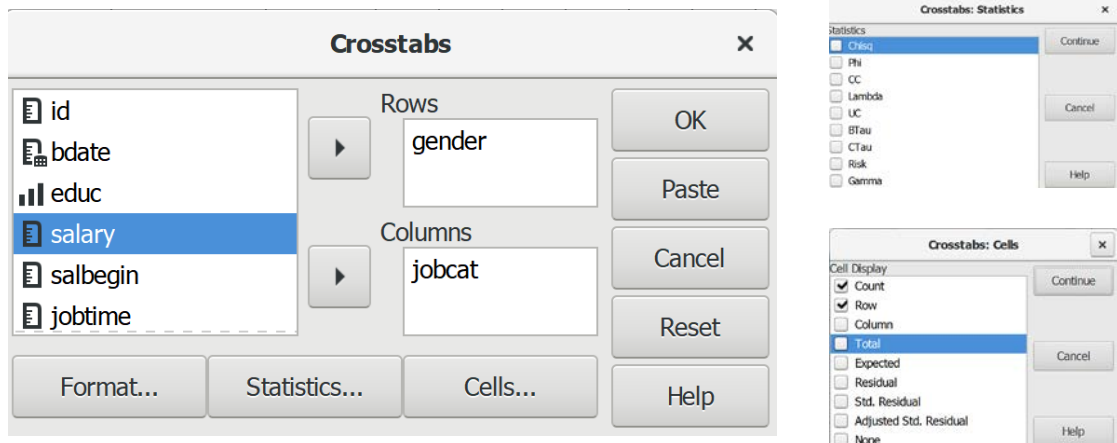 Crosstabs
id
bdate
educ
salary
salbegin
jobtime
Rows
gender
Columns
jobcat
OK
Paste
Cancel
Reset
Help
Format...
Statistics...
Cells...
Crosstabs: Statistics
Statistics
Chisq
Phi
CC
Lambda
UC
BTau
CTau
Risk
Gamma
Continue
Cancel
Help
Crosstabs: Cells
Cell Display
Count
Row
Column
Total
Expected
Residual
Std. Residual
Adjusted Std. Residual
None
Continue
Cancel
Help